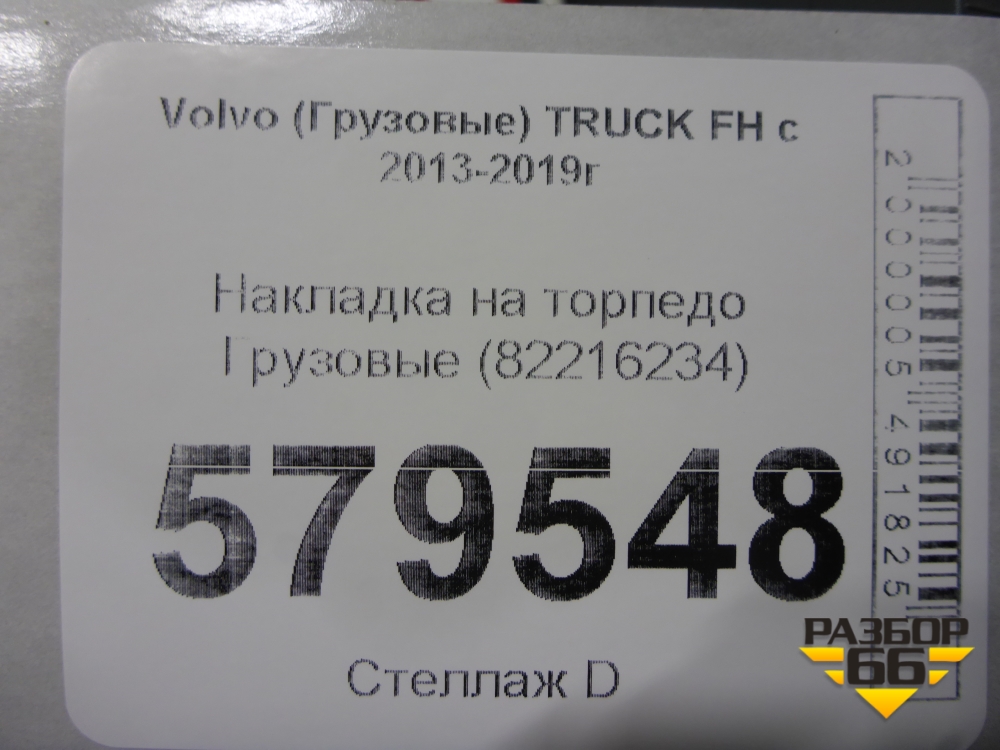 Volvo (Грузовые) TRUCK FH с
2013-2019г
Накладка на торпедо
Грузовые (82216234)
579548
Стеллаж D
2000005491825
РАЗБОР
66